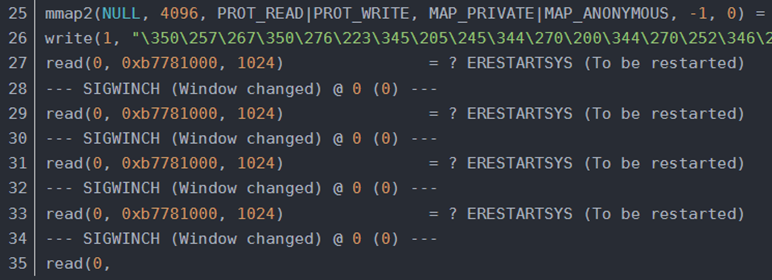 25 mmap2(NULL, 4096, PROT_READ|PROT_WRITE, MAP_PRIVATE|MAP_ANONYMOUS, -1, 0) =
26 write(1, "\350\257\267\350\276\223\345\205\245\344\270\200\344\270\252\346\2
27 read(0, 0xb7781000, 1024) = ? ERESTARTSYS (To be restarted)
28 --- SIGWINCH (Window changed) @ 0 (0) ---
29 read(0, 0xb7781000, 1024) = ? ERESTARTSYS (To be restarted)
30 --- SIGWINCH (Window changed) @ 0 (0) ---
31 read(0, 0xb7781000, 1024) = ? ERESTARTSYS (To be restarted)
32 --- SIGWINCH (Window changed) @ 0 (0) ---
33 read(0, 0xb7781000, 1024) = ? ERESTARTSYS (To be restarted)
34 --- SIGWINCH (Window changed) @ 0 (0) ---
35 read(0,